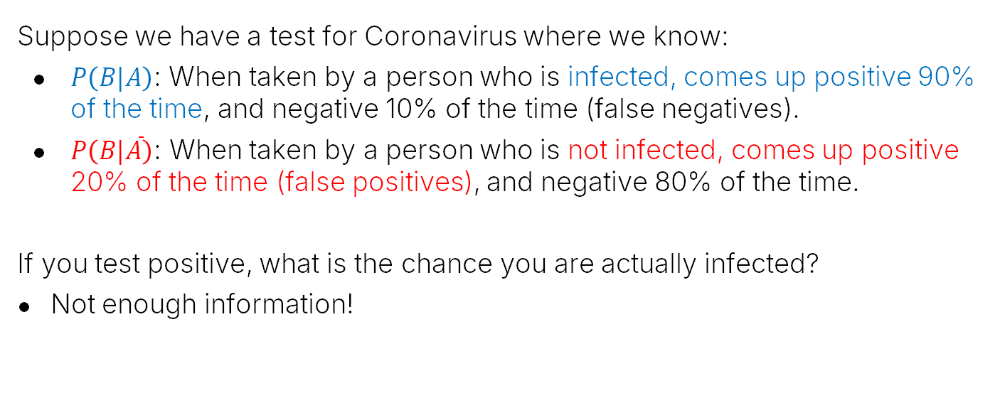 Suppose we have a test for Coronavirus where we know:
● P(B|A): When taken by a person who is infected, comes up positive 90%
of the time, and negative 10% of the time (false negatives).
● P(B|Ā): When taken by a person who is not infected, comes up positive
20% of the time (false positives), and negative 80% of the time.
If you test positive, what is the chance you are actually infected?
● Not enough information!